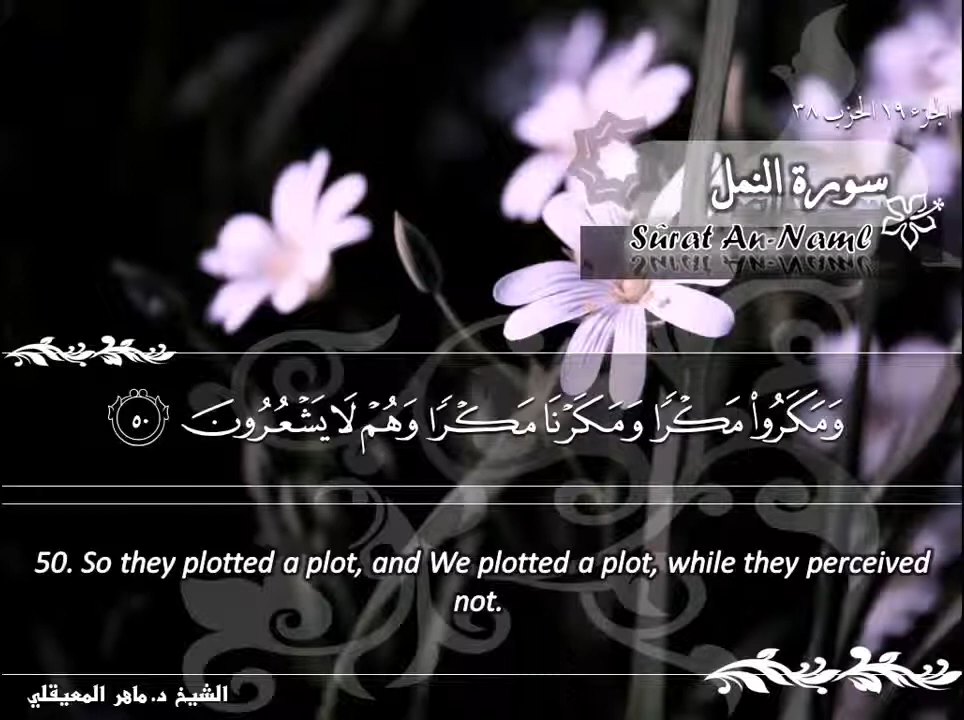 الجزء ١٩ الحزب ٣٨
سورة النمل
Sûrat An-Naml
وَمَكَرُوا۟ مَكْرًا وَمَكَرْنَا مَكْرًا وَهُمْ لَا يَشْعُرُونَ ٥٠
50. So they plotted a plot, and We plotted a plot, while they perceived
not.
الشيخ د. ماهر المعيقلي